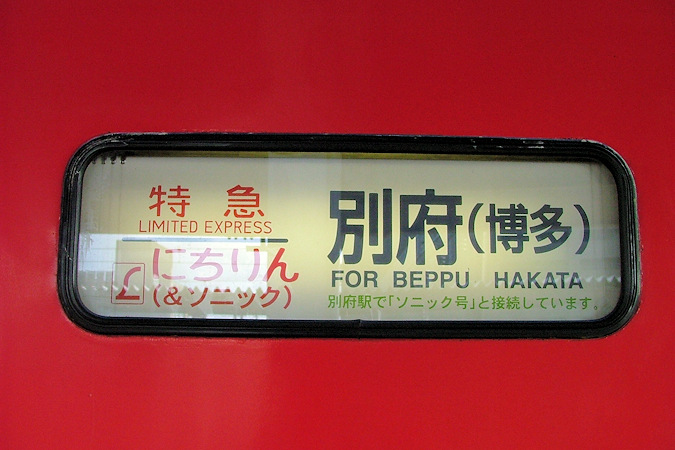 特急
LIMITED EXPRESS
にちりん
(&ソニック)
別府(博多)
FOR BEPPU HAKATA
別府駅で「ソニック号」と接続しています。